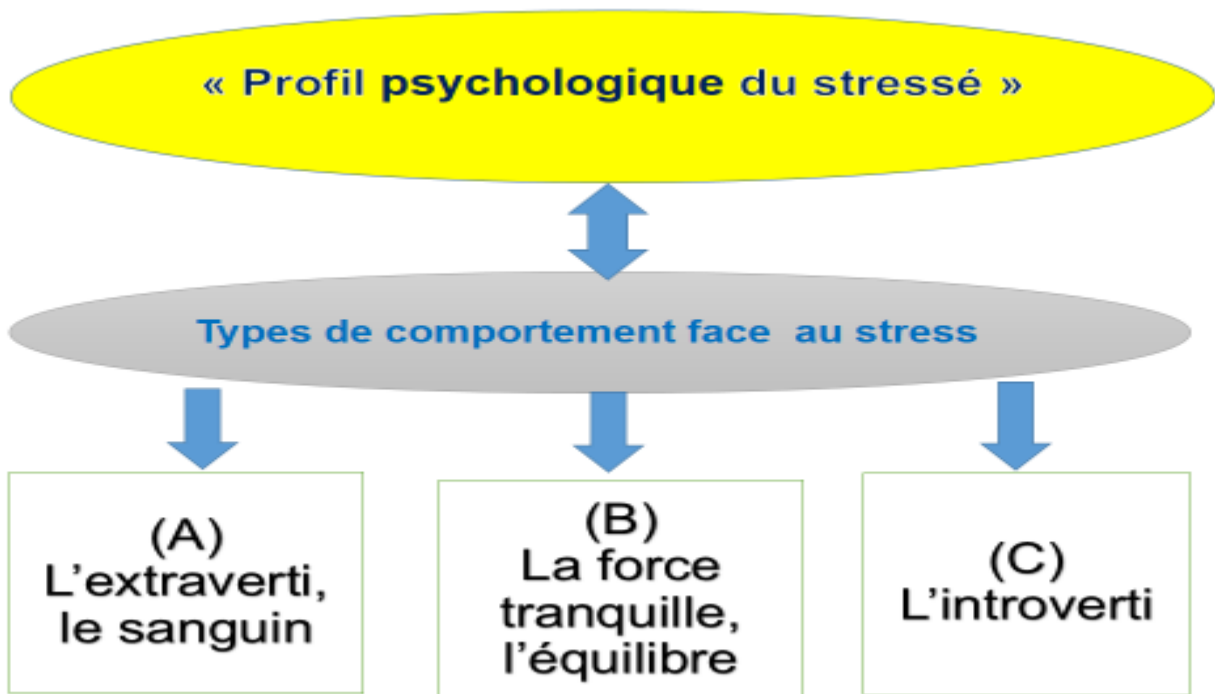 « Profil psychologique du stressé »
Types de comportement face au stress
(A)
L’extraverti,
le sanguin
(B)
La force
tranquille,
l’équilibre
(C)
L’introverti